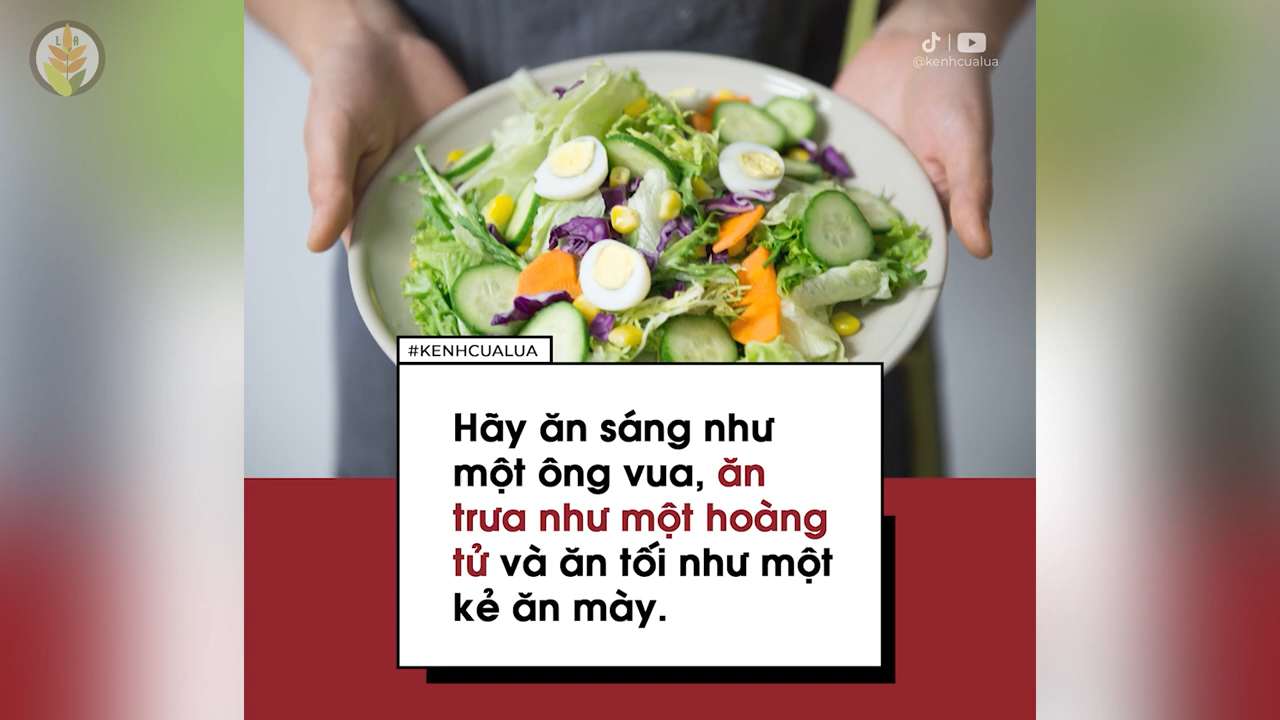 L A
@kenhcualua
#KENHCUALUA
Hãy ăn sáng như
một ông vua, ăn
trưa như một hoàng
tử và ăn tối như một
kẻ ăn mày.